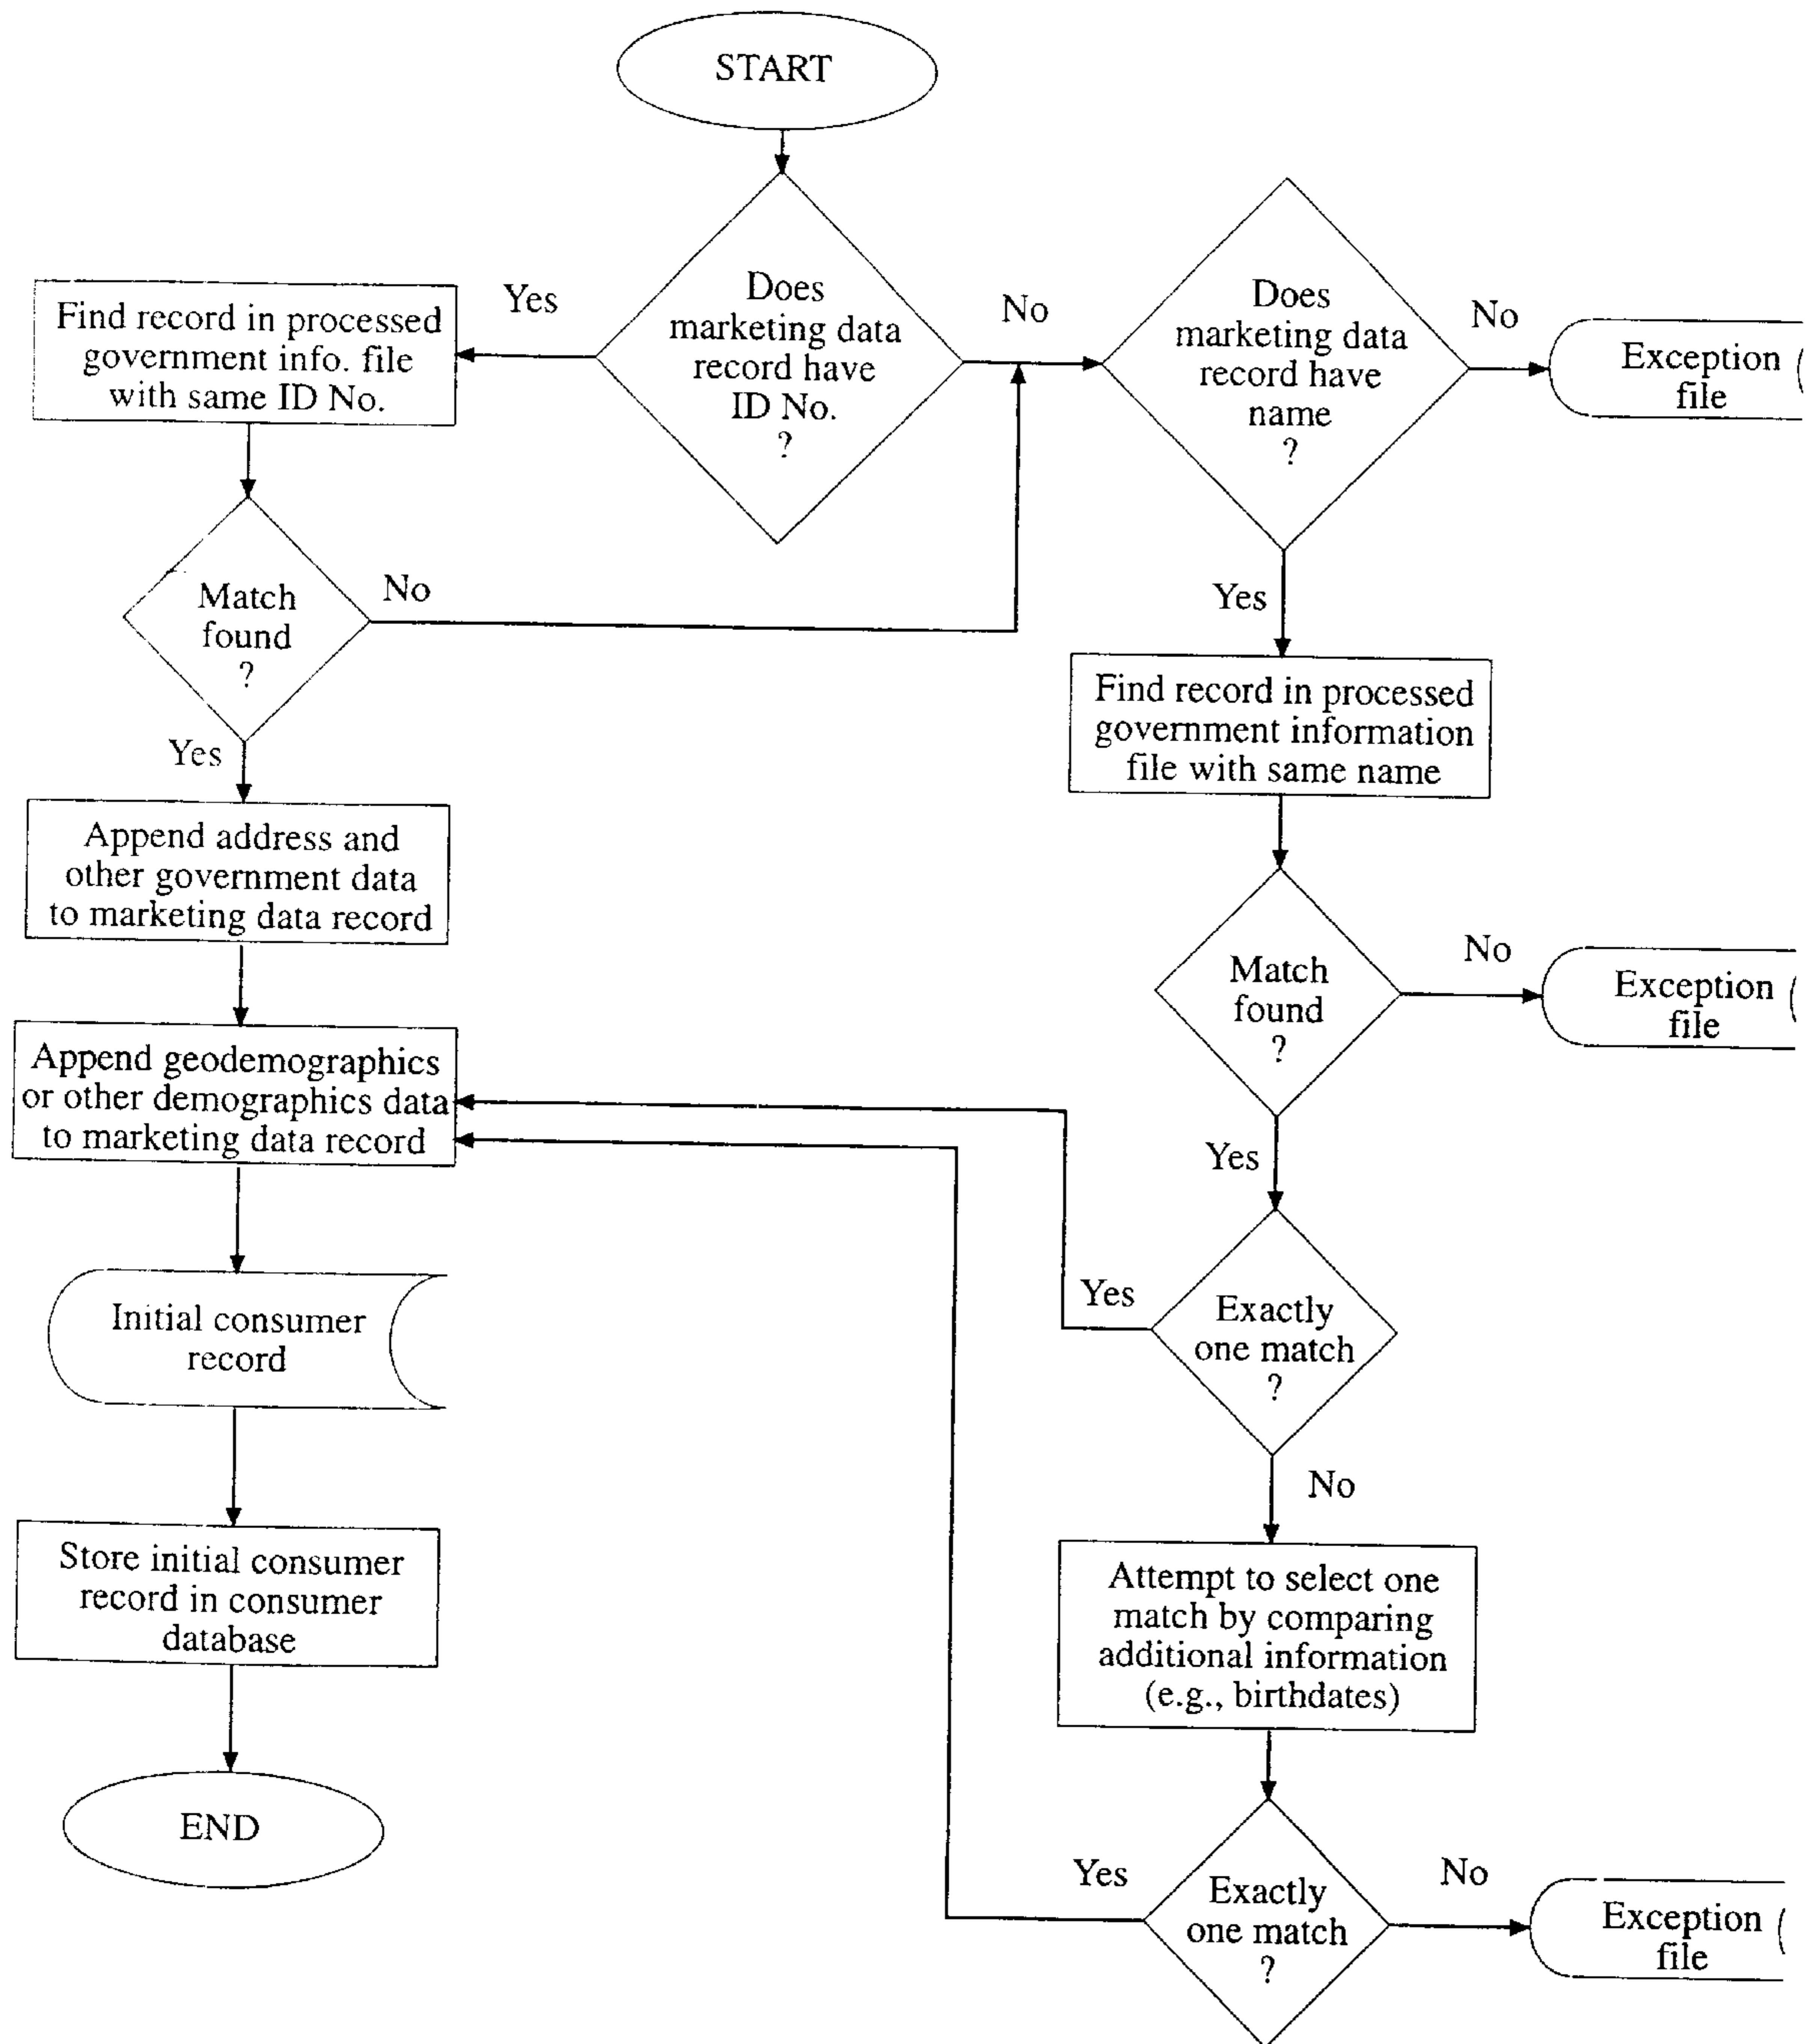 START
Does
marketing data
record have
ID No.
?
Yes
No
Find record in processed
government info. file
with same ID No.
Match
found
?
No
Yes
Append address and
other government data
to marketing data record
Append geodemographics
or other demographics data
to marketing data record
Initial consumer
record
Store initial consumer
record in consumer
database
END
Does
marketing data
record have
name
?
No
Exception
file
Yes
Find record in processed
government information
file with same name
Match
found
?
No
Exception
file
Yes
Exactly
one match
?
Yes
No
Attempt to select one
match by comparing
additional information
(e.g., birthdates)
Exactly
one match
?
Yes
No
Exception
file